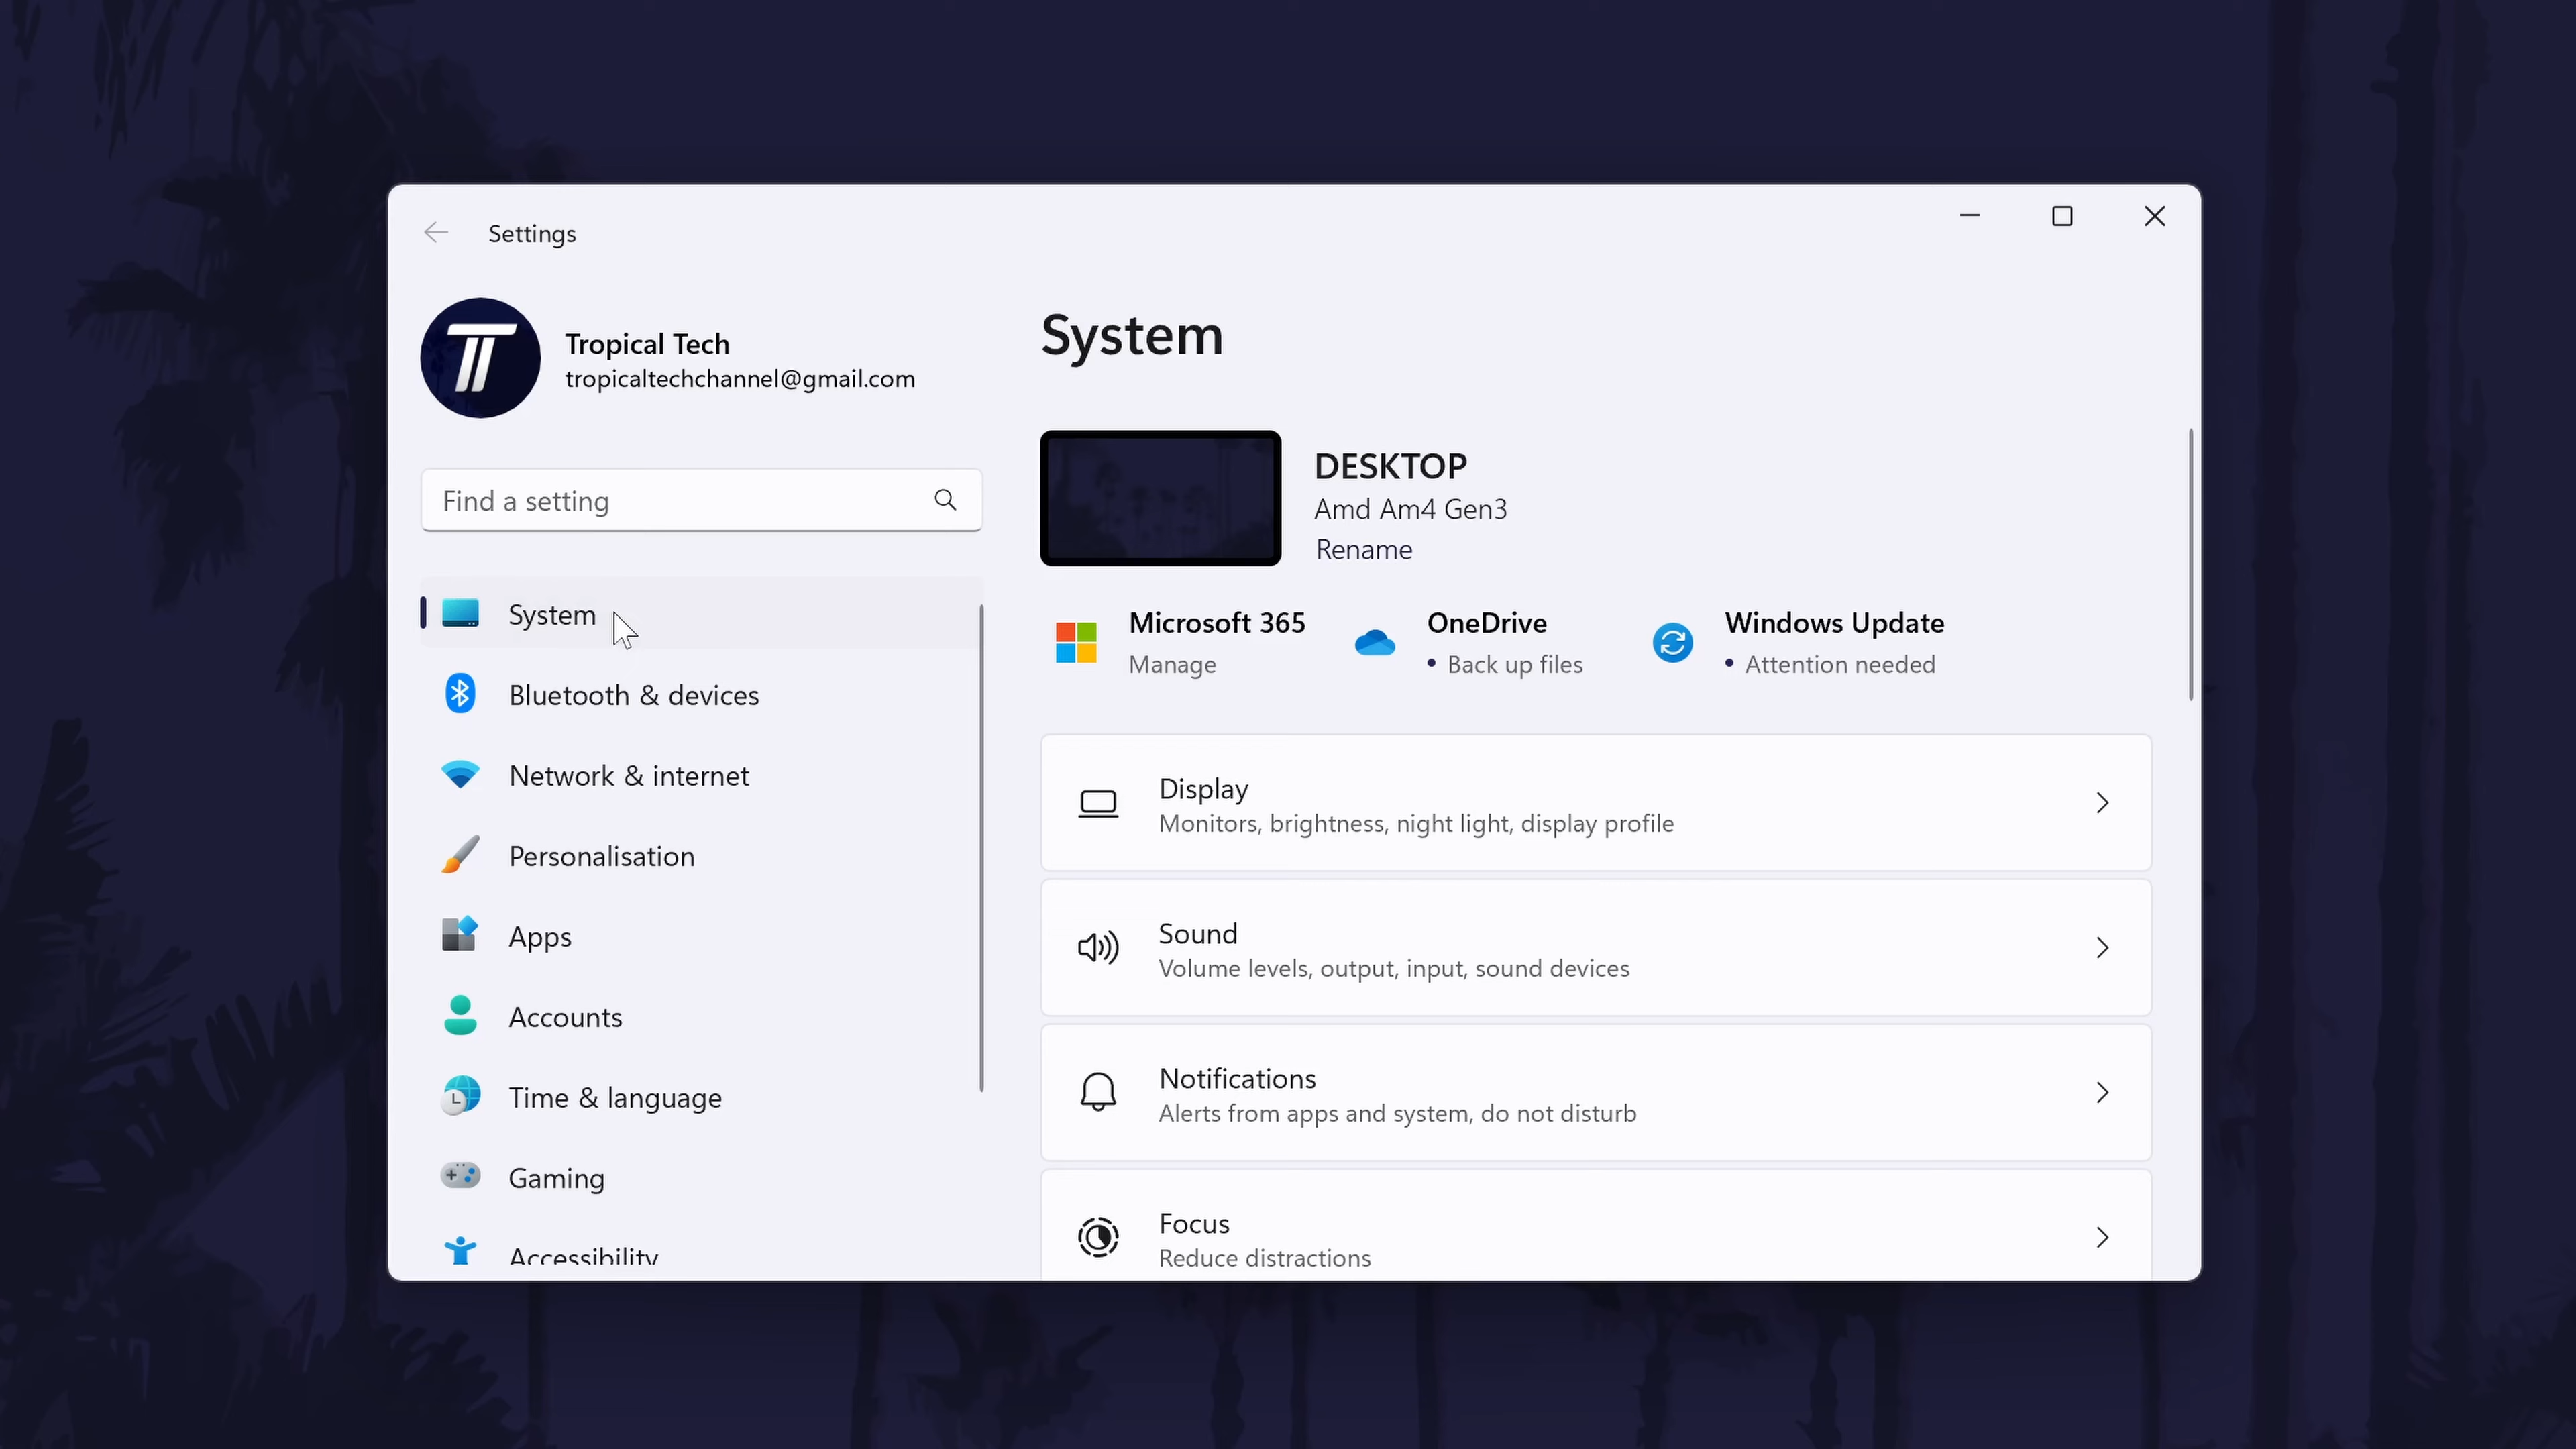 Settings
Tropical Tech
tropicaltechchannel@gmail.com
Find a setting
System
Bluetooth & devices
Network & internet
Personalisation
Apps
Accounts
Time & language
Gaming
Accessibility
System
DESKTOP
Amd Am4 Gen3
Rename
Microsoft 365
Manage
OneDrive
• Back up files
Windows Update
• Attention needed
Display
Monitors, brightness, night light, display profile
Sound
Volume levels, output, input, sound devices
Notifications
Alerts from apps and system, do not disturb
Focus
Reduce distractions